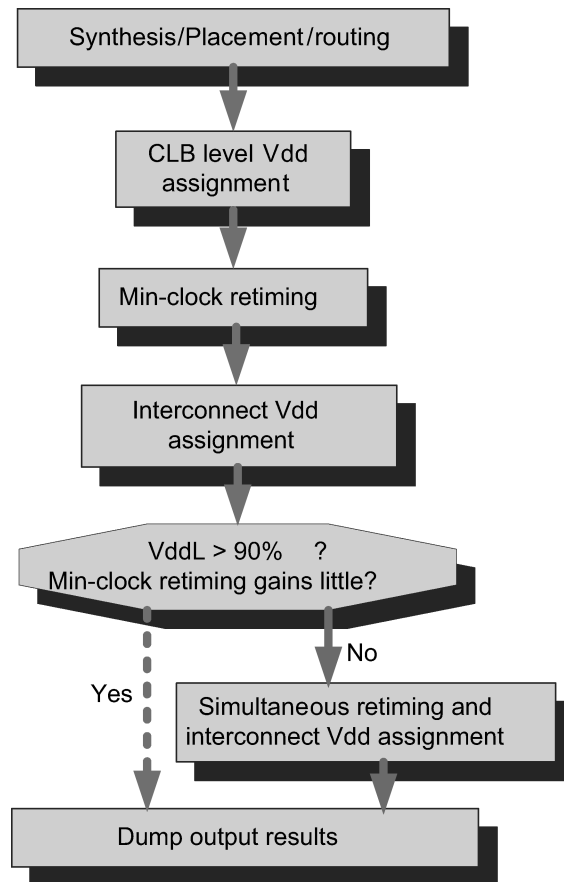 Synthesis/Placement/routing
CLB level Vdd
assignment
Min-clock retiming
Interconnect Vdd
assignment
VddL > 90% ?
Min-clock retiming gains little?
No
Yes
Simultaneous retiming and
interconnect Vdd assignment
Dump output results